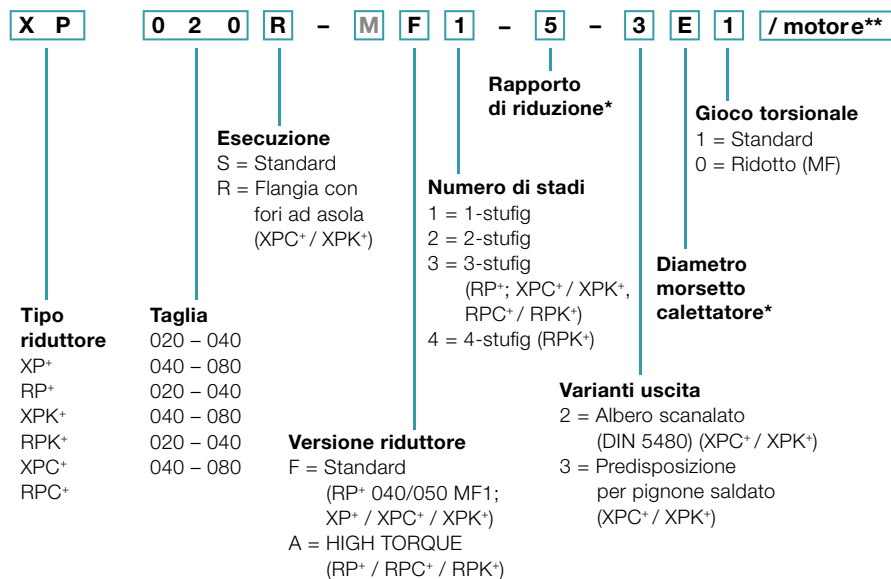 X P 0 2 0 R – M F 1 – 5 – 3 E 1 / motore**
Rapporto
di riduzione*
Gioco torsionale
1 = Standard
0 = Ridotto (MF)
Esecuzione
S = Standard
R = Flangia con
fori ad asola
(XPC⁺ / XPK⁺)
Numero di stadi
1 = 1-stufig
2 = 2-stufig
3 = 3-stufig
(RP⁺; XPC⁺ / XPK⁺,
RPC⁺ / RPK⁺)
4 = 4-stufig (RPK⁺)
Diametro
morsetto
calettatore*
Tipo
riduttore
XP⁺
RP⁺
XPK⁺
RPK⁺
XPC⁺
RPC⁺
Taglia
020 – 040
040 – 080
020 – 040
040 – 080
020 – 040
040 – 080
Varianti uscita
2 = Albero scanalato
(DIN 5480) (XPC⁺ / XPK⁺)
3 = Predisposizione
per pignone saldato
(XPC⁺ / XPK⁺)
Versione riduttore
F = Standard
(RP⁺ 040/050 MF1;
XP⁺ / XPC⁺ / XPK⁺)
A = HIGH TORQUE
(RP⁺ / RPC⁺ / RPK⁺)